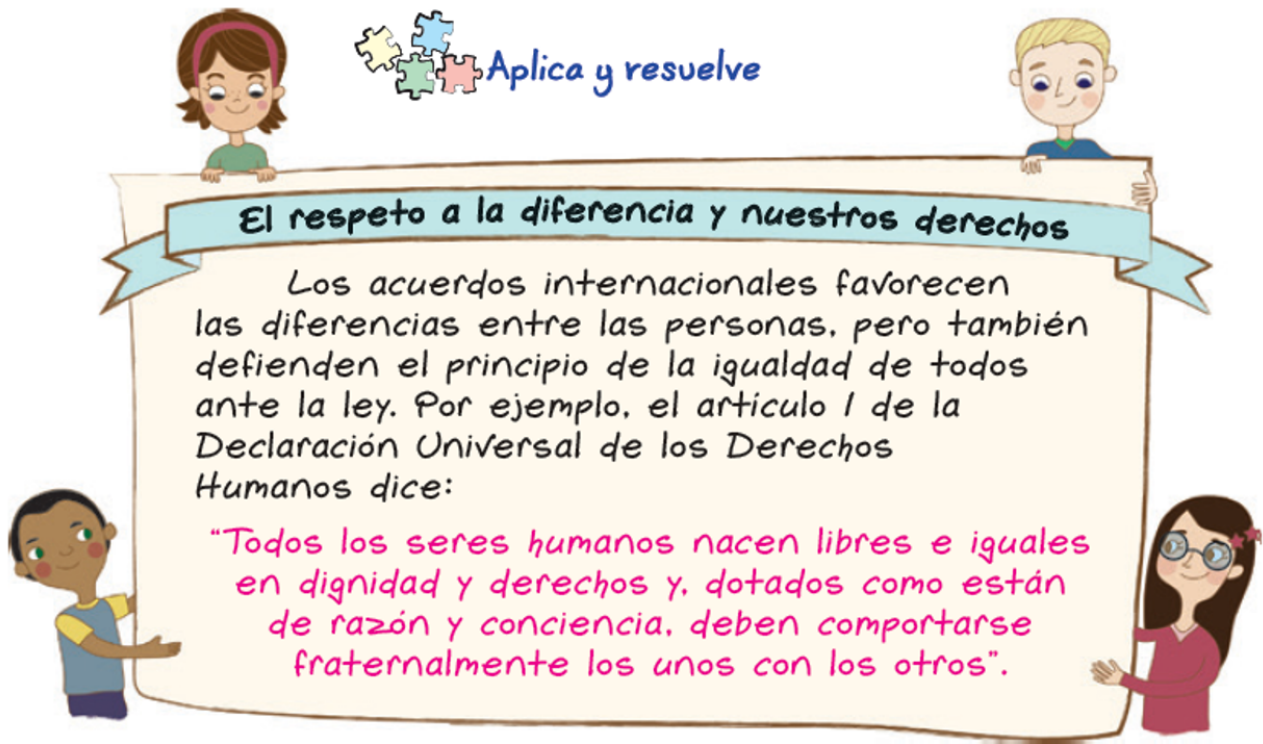 Aplica y resuelve
El respeto a la diferencia y nuestros derechos
Los acuerdos internacionales favorecen
las diferencias entre las personas, pero también
defienden el principio de la igualdad de todos
ante la ley. Por ejemplo, el artículo 1 de la
Declaración Universal de los Derechos
Humanos dice:
“Todos los seres humanos nacen libres e iguales
en dignidad y derechos y, dotados como están
de razón y conciencia, deben comportarse
fraternalmente los unos con los otros”.